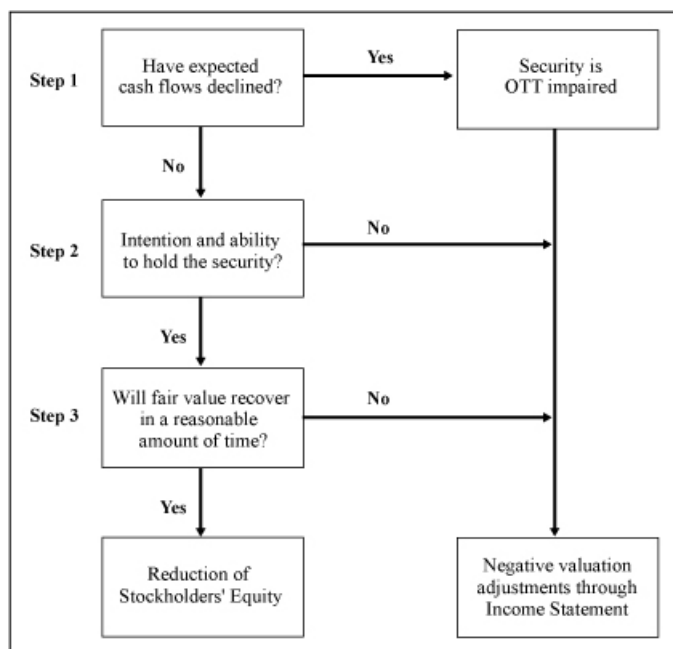 Step 1
Have expected
cash flows declined?
Yes
Security is
OTT impaired
No
Step 2
Intention and ability
to hold the security?
No
Yes
Step 3
Will fair value recover
in a reasonable
amount of time?
No
Yes
Reduction of
Stockholders' Equity
Negative valuation
adjustments through
Income Statement